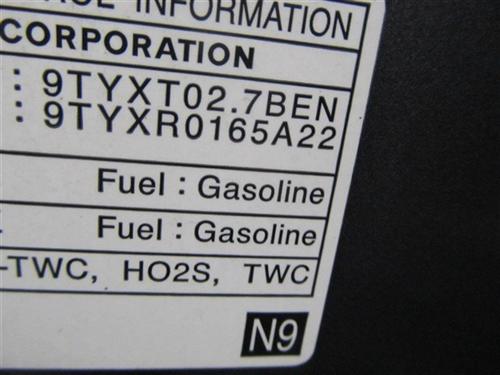 INFORMATION
CORPORATION
: 9TYXT02.7BEN
: 9TYXR0165A22
Fuel : Gasoline
Fuel : Gasoline
-TWC, HO2S, TWC
N9